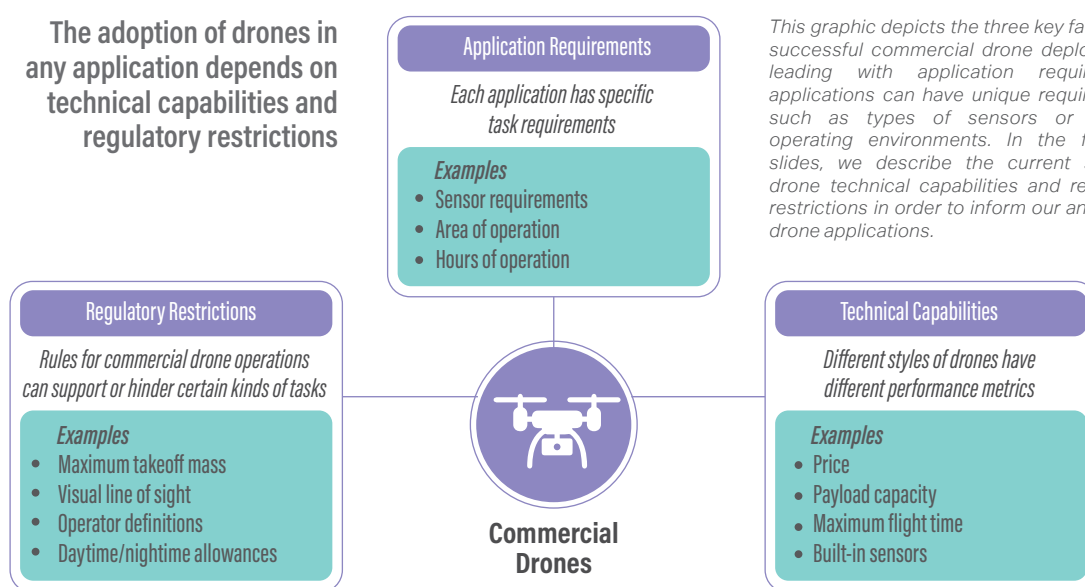 The adoption of drones in
any application depends on
technical capabilities and
regulatory restrictions
Application Requirements
Each application has specific
task requirements
Examples
• Sensor requirements
• Area of operation
• Hours of operation
This graphic depicts the three key
successful commercial drone
leading with application
applications can have unique
such as types of sensors or
operating environments. In the
slides, we describe the current
drone technical capabilities and
restrictions in order to inform our
drone applications.
Regulatory Restrictions
Rules for commercial drone operations
can support or hinder certain kinds of tasks
Examples
• Maximum takeoff mass
• Visual line of sight
• Operator definitions
• Daytime/nightime allowances
Commercial
Drones
Technical Capabilities
Different styles of drones have
different performance metrics
Examples
• Price
• Payload capacity
• Maximum flight time
• Built-in sensors